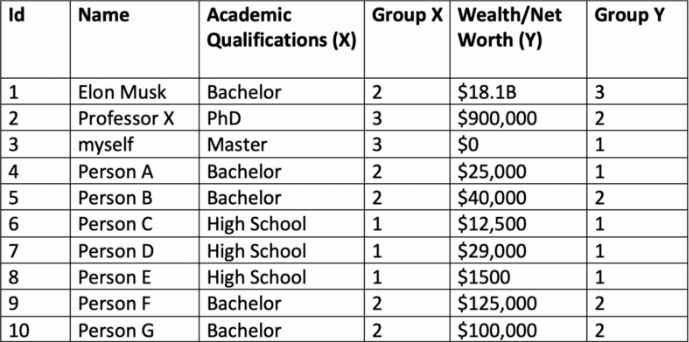 Id Name Academic Qualifications (X) Group X Wealth/Net Worth (Y) Group Y
1 Elon Musk Bachelor 2 $18.1B 3
2 Professor X PhD 3 $900,000 2
3 myself Master 3 $0 1
4 Person A Bachelor 2 $25,000 1
5 Person B Bachelor 2 $40,000 2
6 Person C High School 1 $12,500 1
7 Person D High School 1 $29,000 1
8 Person E High School 1 $1500 1
9 Person F Bachelor 2 $125,000 2
10 Person G Bachelor 2 $100,000 2